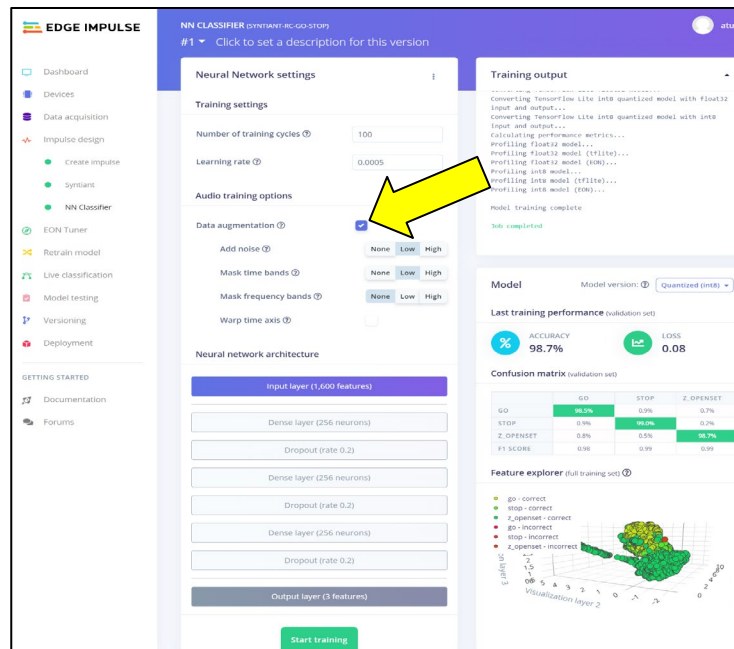 EDGE IMPULSE
Dashboard
Devices
Data acquisition
Impulse design
Create impulse
Syntiant
NN Classifier
EON Tuner
Retrain model
Live classification
Model testing
Versioning
Deployment
GETTING STARTED
Documentation
Forums
NN CLASSIFIER (SYNTIANT-RC-GO-STOP)
#1 Click to set a description for this version
atu
Neural Network settings
Training settings
Number of training cycles 100
Learning rate 0.0005
Audio training options
Data augmentation
Add noise None Low High
Mask time bands None Low High
Mask frequency bands None Low High
Warp time axis
Neural network architecture
Input layer (1,600 features)
Dense layer (256 neurons)
Dropout (rate 0.2)
Dense layer (256 neurons)
Dropout (rate 0.2)
Dense layer (256 neurons)
Dropout (rate 0.2)
Output layer (3 features)
Start training
Training output
Converting TensorFlow Lite int8 quantized model with float32
input and output...
Converting TensorFlow Lite int8 quantized model with int8
input and output...
Calculating performance metrics...
Profiling float32 model...
Profiling float32 model (tflite)...
Profiling float32 model (EON)...
Profiling int8 model...
Profiling int8 model (tflite)...
Profiling int8 model (EON)...
Model training complete
Job completed
Model Model version: Quantized (int8)
Last training performance (validation set)
% ACCURACY
98.7%
LOSS
0.08
Confusion matrix (validation set)
GO STOP Z_OPENSET
GO 98.5% 0.9% 0.7%
STOP 0.9% 99.0% 0.2%
Z_OPENSET 0.8% 0.5% 98.7%
F1 SCORE 0.98 0.99 0.99
Feature explorer (full training set)
go - correct
stop - correct
z_openset - correct
go - incorrect
stop - incorrect
z_openset - incorrect
Visualization layer 2